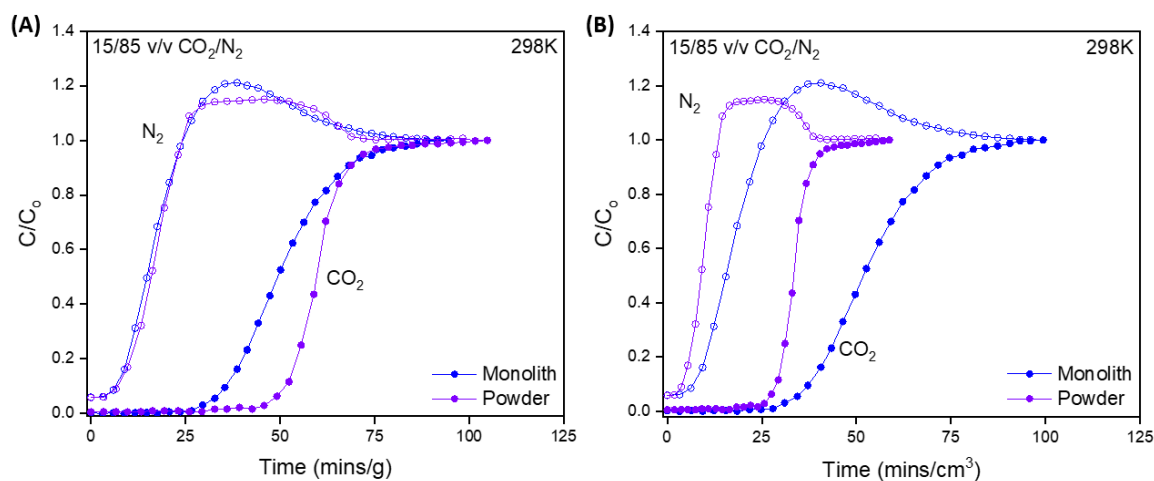 (A)
15/85 v/v CO₂/N₂ 298K
N₂
CO₂
Monolith
Powder
C/Cₒ
0.0 0.2 0.4 0.6 0.8 1.0 1.2 1.4
0 25 50 75 100 125
Time (mins/g)
(B)
15/85 v/v CO₂/N₂ 298K
N₂
CO₂
Monolith
Powder
C/Cₒ
0.0 0.2 0.4 0.6 0.8 1.0 1.2 1.4
0 25 50 75 100 125
Time (mins/cm³)